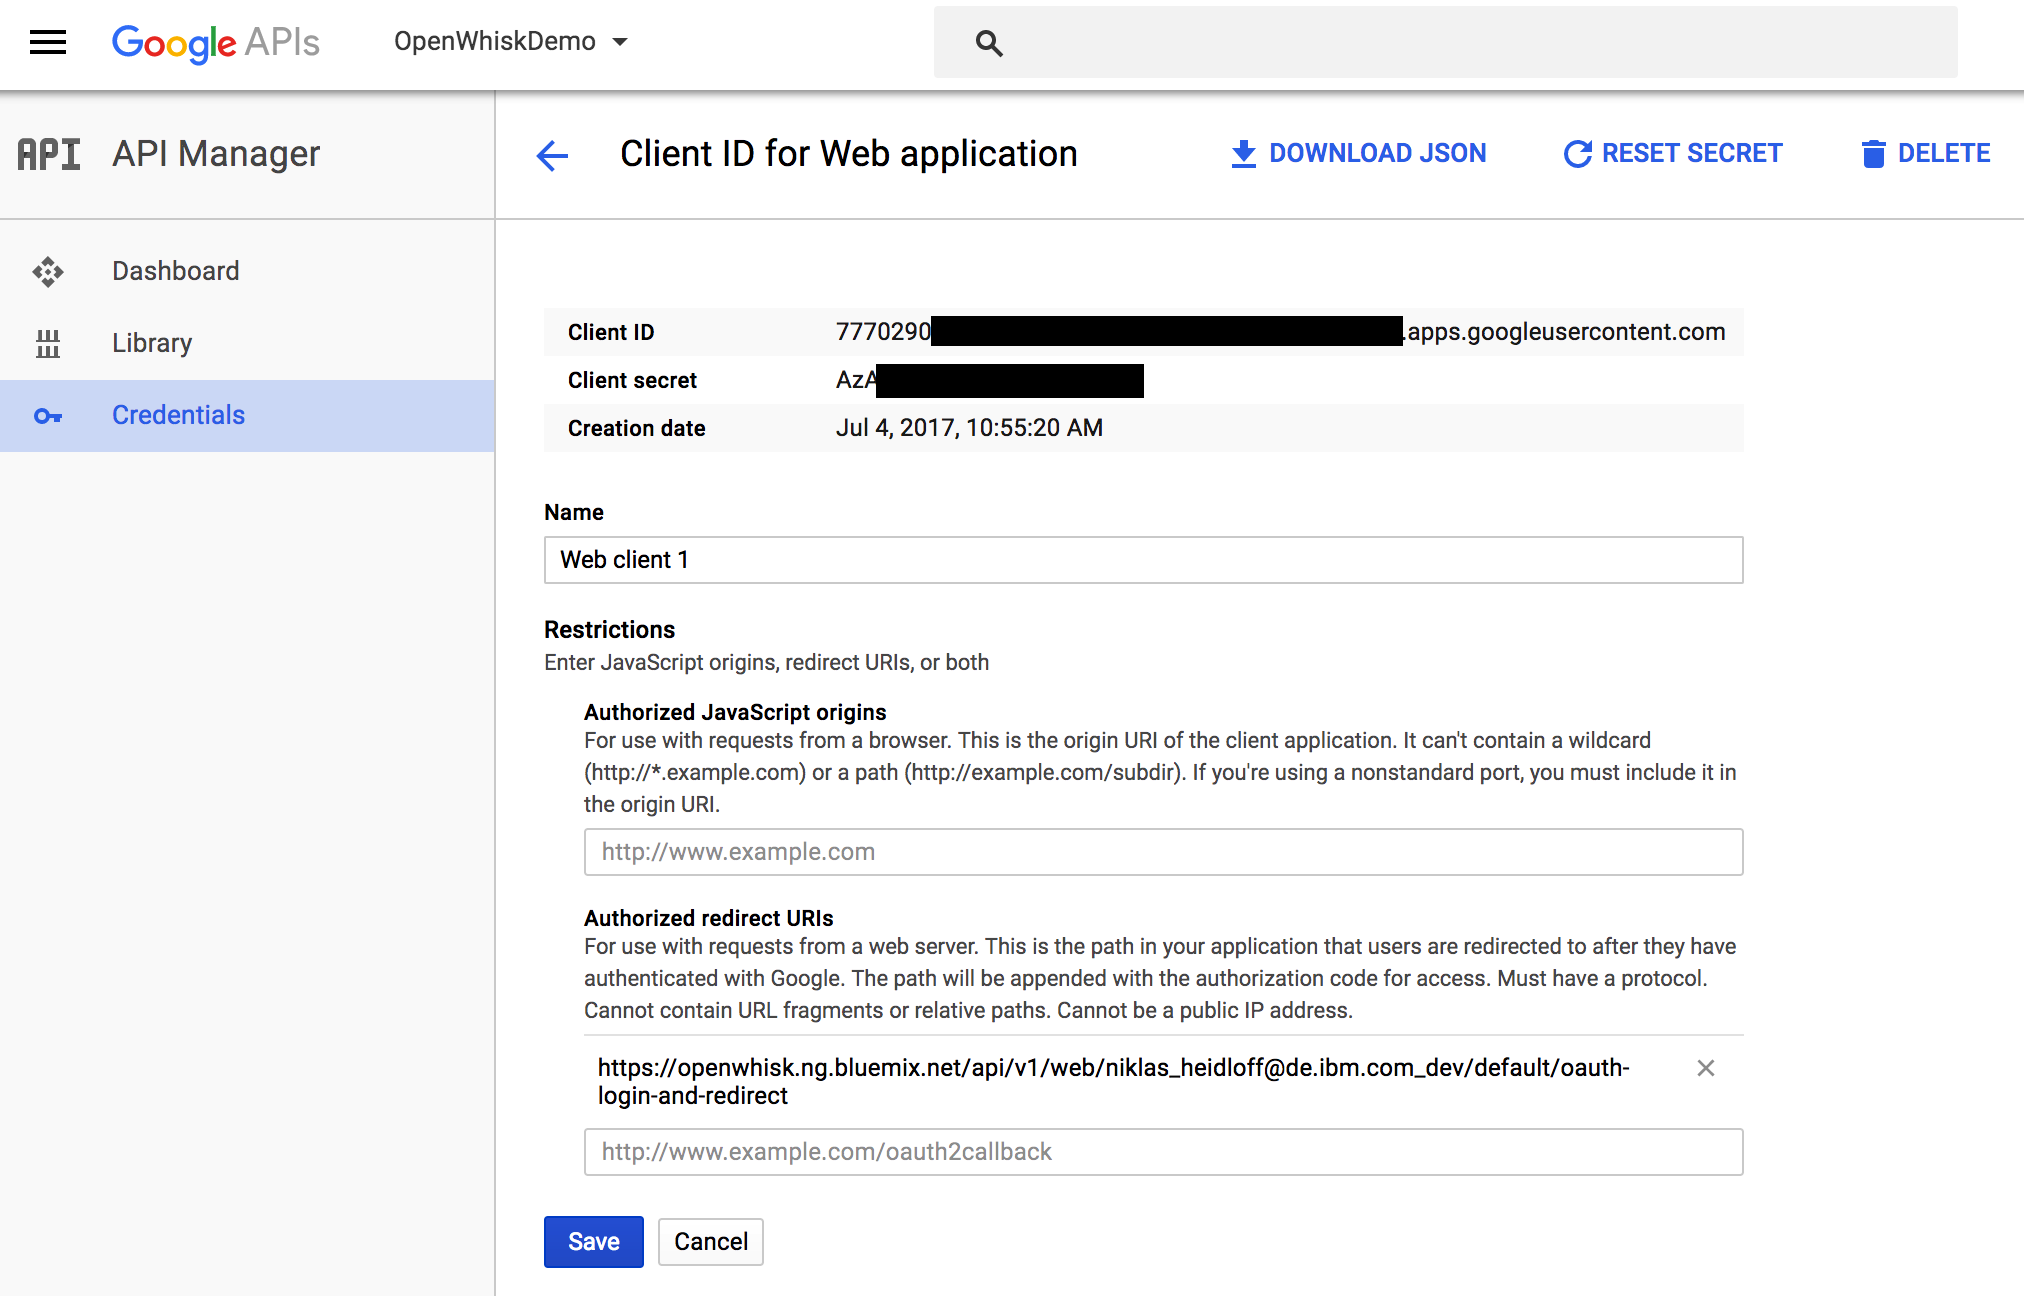 Google APIs
OpenWhiskDemo
API API Manager
Client ID for Web application
DOWNLOAD JSON
RESET SECRET
DELETE
Dashboard
Library
Credentials
Client ID 7770290 .apps.googleusercontent.com
Client secret AzA
Creation date Jul 4, 2017, 10:55:20 AM
Name
Web client 1
Restrictions
Enter JavaScript origins, redirect URIs, or both
Authorized JavaScript origins
For use with requests from a browser. This is the origin URI of the client application. It can't contain a wildcard
(http://*.example.com) or a path (http://example.com/subdir). If you're using a nonstandard port, you must include it in
the origin URI.
http://www.example.com
Authorized redirect URIs
For use with requests from a web server. This is the path in your application that users are redirected to after they have
authenticated with Google. The path will be appended with the authorization code for access. Must have a protocol.
Cannot contain URL fragments or relative paths. Cannot be a public IP address.
https://openwhisk.ng.bluemix.net/api/v1/web/niklas_heidloff@de.ibm.com_dev/default/oauth-
login-and-redirect
http://www.example.com/oauth2callback
Save
Cancel